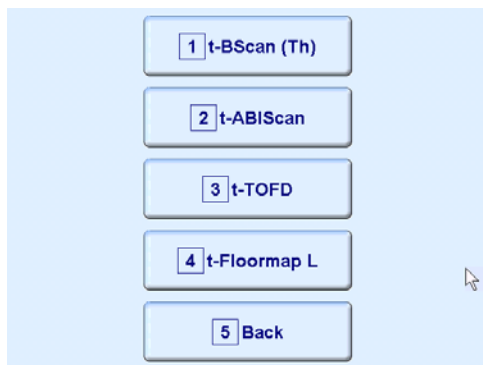 1 t-BScan (Th)
2 t-ABIScan
3 t-TOFD
4 t-Floormap L
5 Back